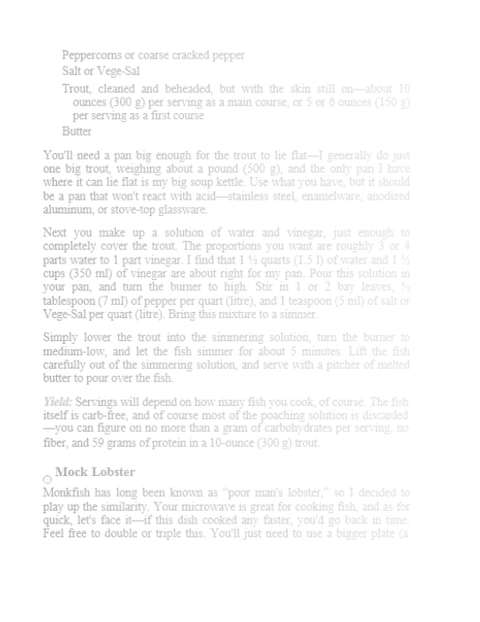 Peppercorns or coarse cracked pepper
Salt or Vege-Sal
Trout, cleaned and beheaded, but with the skin still on—about 10
ounces (300 g) per serving as a main course, or 5 or 6 ounces (150 g)
per serving as a first course
Butter
You'll need a pan big enough for the trout to lie flat—I generally do just
one big trout, weighing about a pound (500 g), and the only pan I have
where it can lie flat is my big soup kettle. Use what you have, but it should
be a pan that won't react with acid—stainless steel, enamelware, anodized
aluminum, or stove-top glassware.
Next you make up a solution of water and vinegar, just enough to
completely cover the trout. The proportions you want are roughly 3 or 4
parts water to 1 part vinegar. I find that 1 ½ quarts (1.5 l) of water and 1 ½
cups (350 ml) of vinegar are about right for my pan. Pour this solution in
your pan, and turn the burner to high. Stir in 1 or 2 bay leaves, ½
tablespoon (7 ml) of pepper per quart (litre), and 1 teaspoon (5 ml) of salt or
Vege-Sal per quart (litre). Bring this mixture to a simmer.
Simply lower the trout into the simmering solution, turn the burner to
medium-low, and let the fish simmer for about 5 minutes. Lift the fish
carefully out of the simmering solution, and serve with a pitcher of melted
butter to pour over the fish.
Yield: Servings will depend on how many fish you cook, of course. The fish
itself is carb-free, and of course most of the poaching solution is discarded
—you can figure on no more than a gram of carbohydrates per serving, no
fiber, and 59 grams of protein in a 10-ounce (300 g) trout.
Mock Lobster
Monkfish has long been known as “poor man's lobster,” so I decided to
play up the similarity. Your microwave is great for cooking fish, and as for
quick, let's face it—if this dish cooked any faster, you'd go back in time.
Feel free to double or triple this. You'll just need to use a bigger plate (a